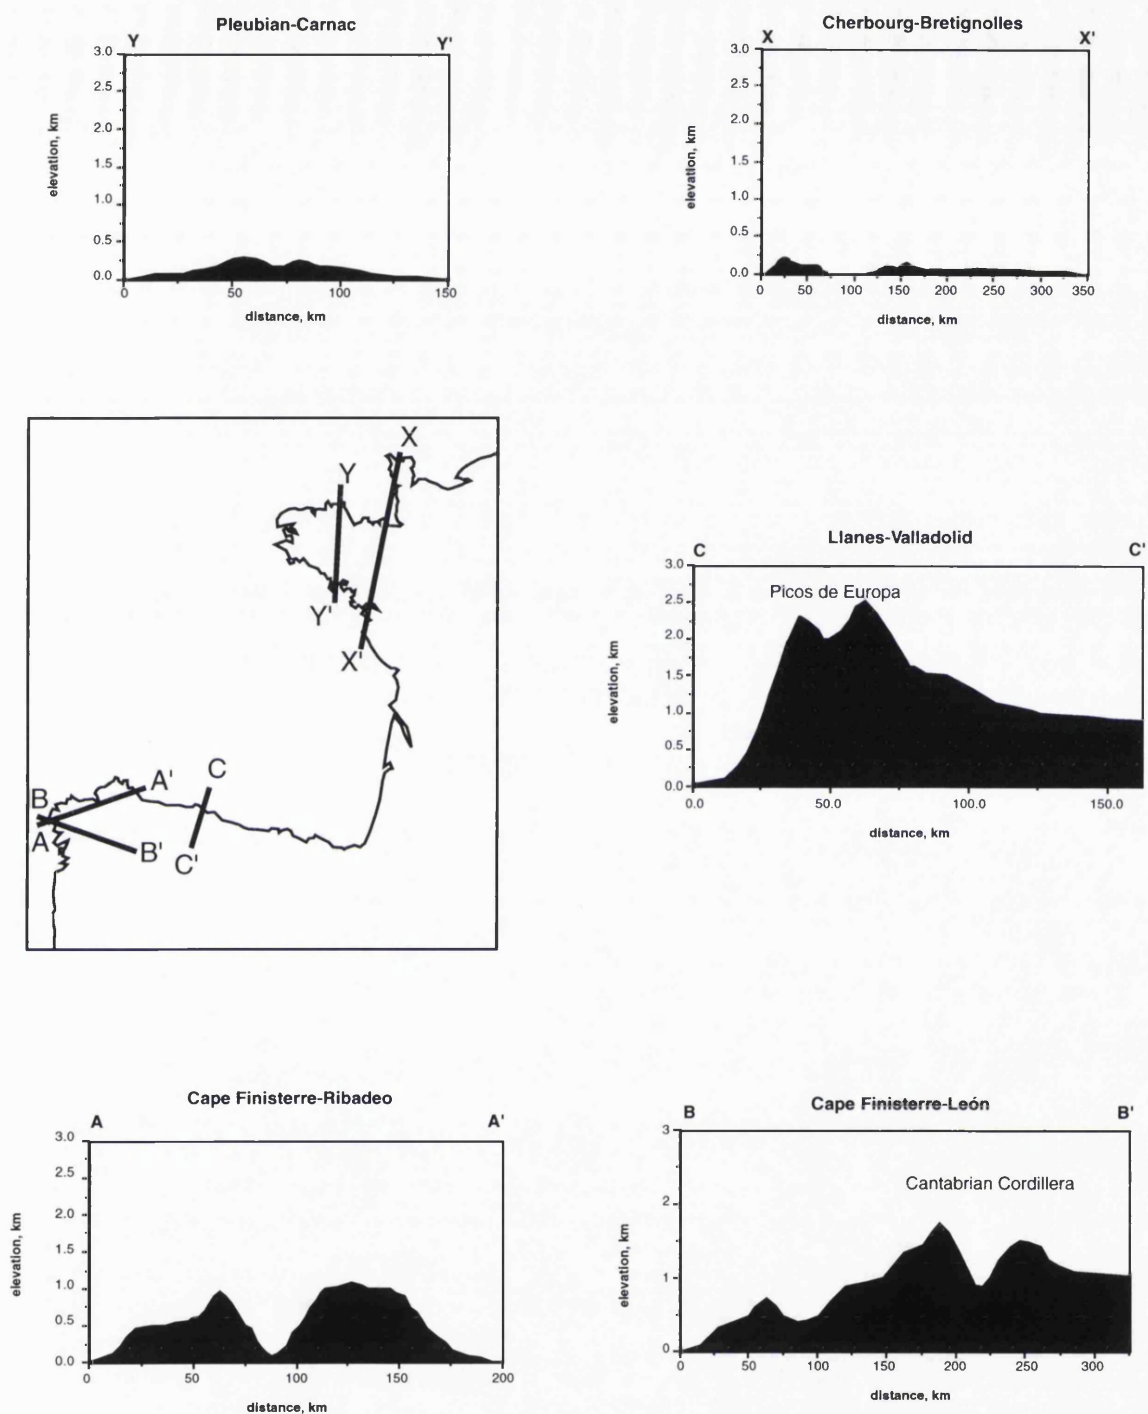 Pleubian-Carnac
Y Y'
3.0
2.5
2.0
1.5
1.0
0.5
0.0
elevation, km
0 50 100 150
distance, km
Cherbourg-Bretignolles
X X'
3.0
2.5
2.0
1.5
1.0
0.5
0.0
elevation, km
0 50 100 150 200 250 300 350
distance, km
X
Y
Y'
X'
C
A'
B
A
B'
C'
Llanes-Valladolid
C C'
Picos de Europa
3.0
2.5
2.0
1.5
1.0
0.5
0.0
elevation, km
0.0 50.0 100.0 150.0
distance, km
Cape Finisterre-Ribadeo
A A'
3.0
2.5
2.0
1.5
1.0
0.5
0.0
elevation, km
0 50 100 150 200
distance, km
Cape Finisterre-León
B B'
Cantabrian Cordillera
3
2
1
0
elevation, km
0 50 100 150 200 250 300
distance, km